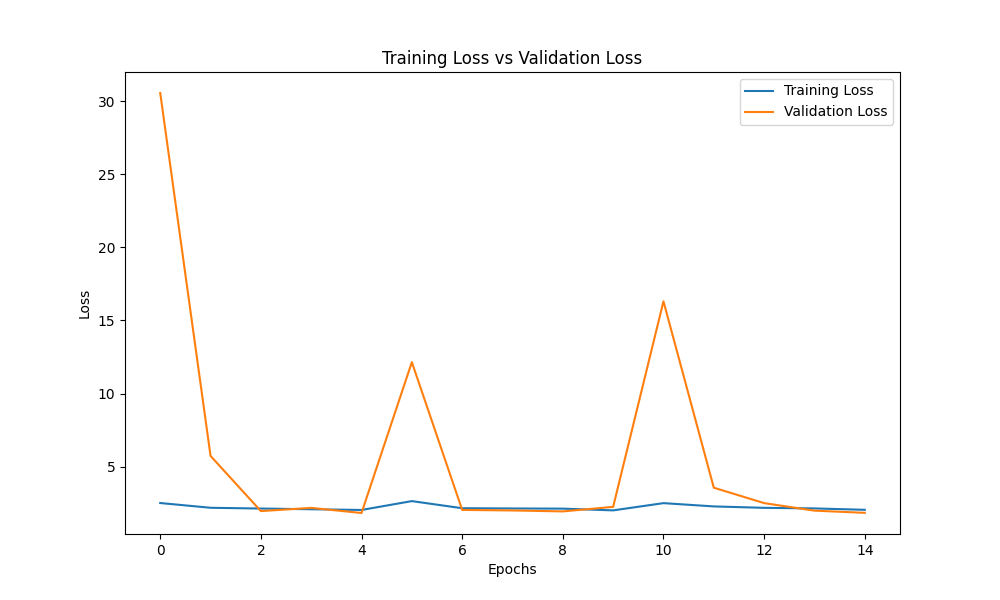 Training Loss vs Validation Loss
Training Loss
Validation Loss
30
25
20
15
10
5
Loss
0 2 4 6 8 10 12 14
Epochs